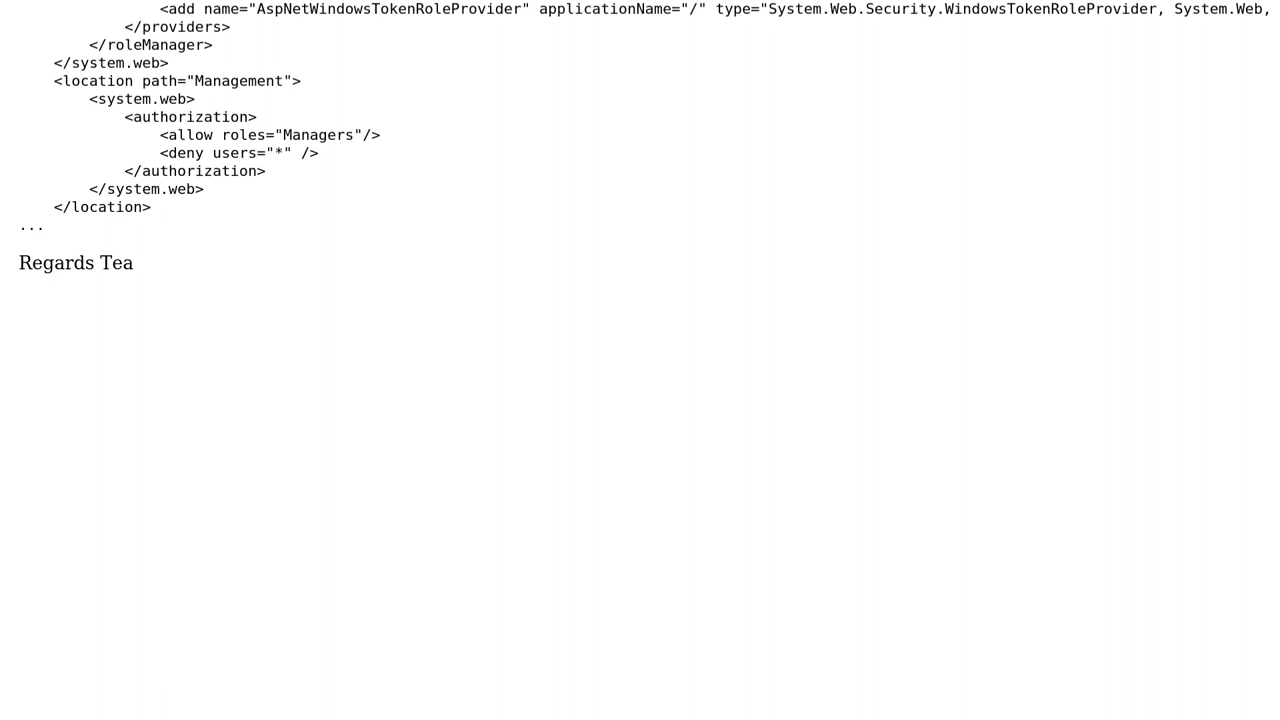 <add name="AspNetWindowsTokenRoleProvider" applicationName="/" type="System.Web.Security.WindowsTokenRoleProvider, System.Web,
</providers>
</roleManager>
</system.web>
<location path="Management">
<system.web>
<authorization>
<allow roles="Managers"/>
<deny users="*" />
</authorization>
</system.web>
</location>
...
Regards Tea